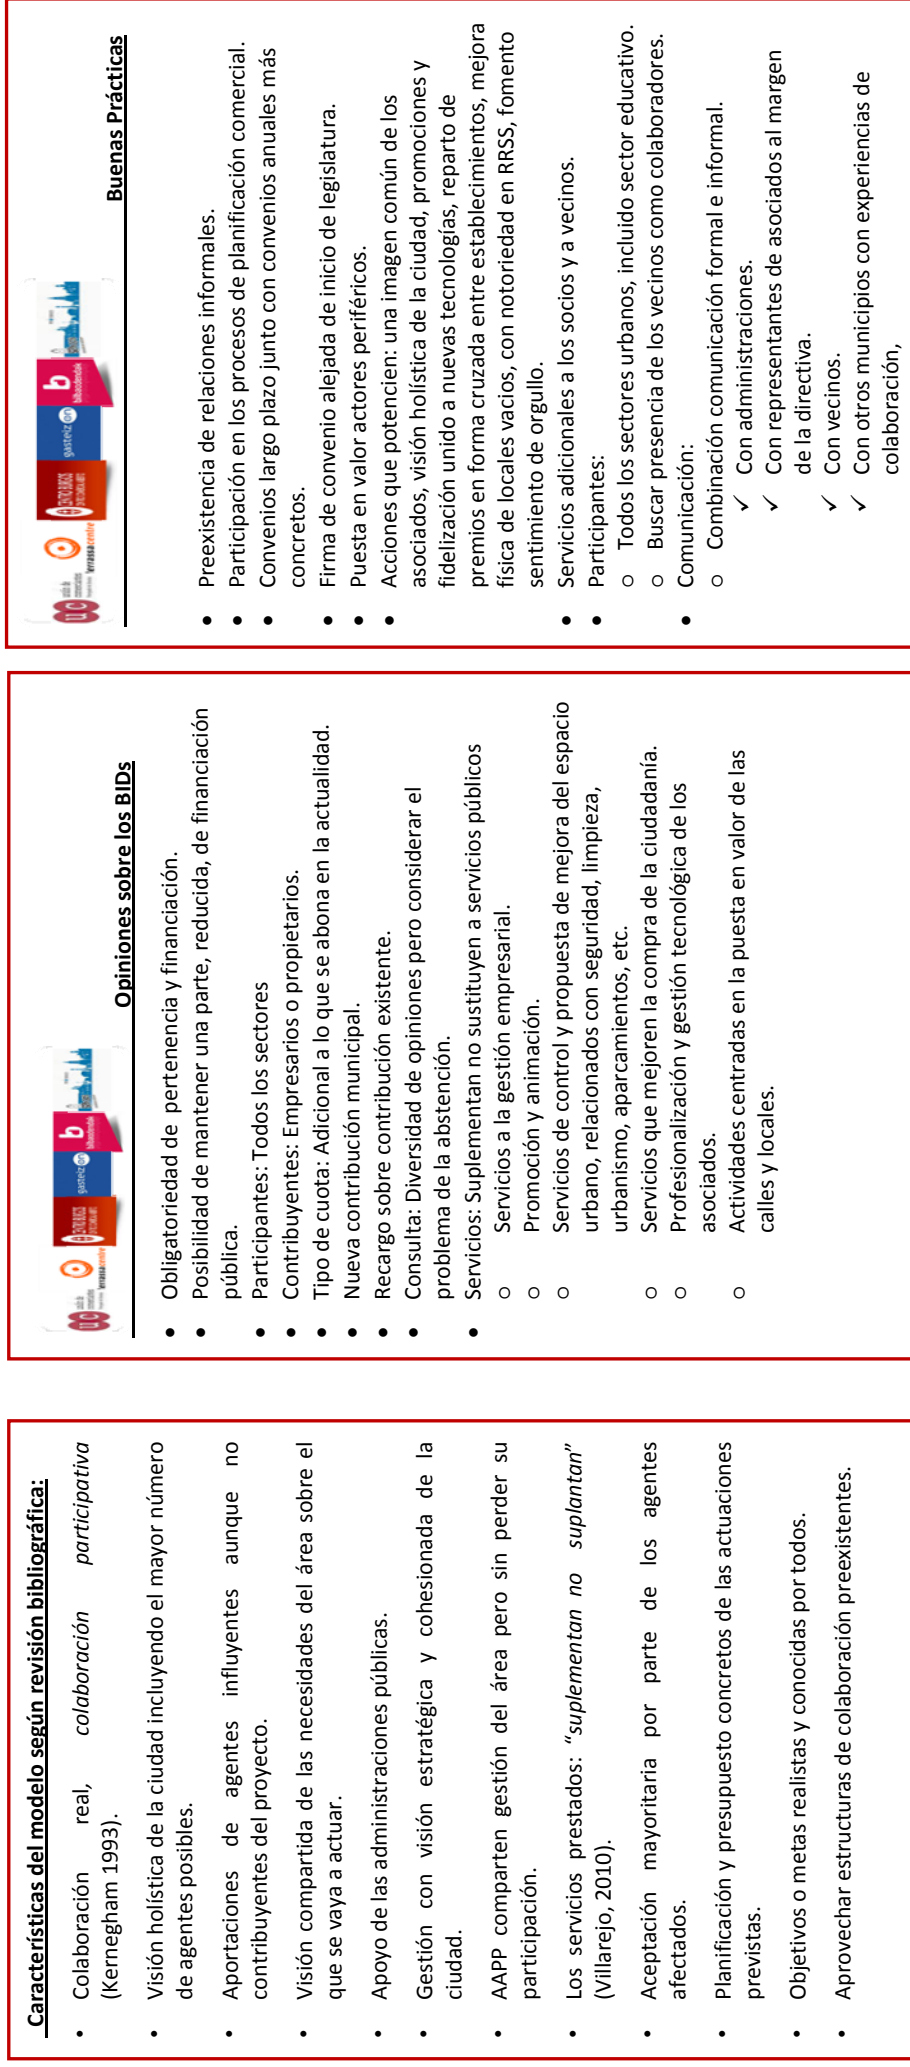 Características del modelo según revisión bibliográfica:
• Colaboración real, colaboración participativa
(Kernegham 1993).
• Visión holística de la ciudad incluyendo el mayor número
de agentes posibles.
• Aportaciones de agentes influyentes aunque no
contribuyentes del proyecto.
• Visión compartida de las necesidades del área sobre el
que se vaya a actuar.
• Apoyo de las administraciones públicas.
• Gestión con visión estratégica y cohesionada de la
ciudad.
• AAPP comparten gestión del área pero sin perder su
participación.
• Los servicios prestados: “suplementan no suplantan”
(Villarejo, 2010).
• Aceptación mayoritaria por parte de los agentes
afectados.
• Planificación y presupuesto concretos de las actuaciones
previstas.
• Objetivos o metas realistas y conocidas por todos.
• Aprovechar estructuras de colaboración preexistentes.
uc
terrassacentre
CENTRO BURGOS
gasteiz on
b
bilbaodendak
Opiniones sobre los BIDs
• Obligatoriedad de pertenencia y financiación.
• Posibilidad de mantener una parte, reducida, de financiación
pública.
• Participantes: Todos los sectores
• Contribuyentes: Empresarios o propietarios.
• Tipo de cuota: Adicional a lo que se abona en la actualidad.
• Nueva contribución municipal.
• Recargo sobre contribución existente.
• Consulta: Diversidad de opiniones pero considerar el
problema de la abstención.
• Servicios: Suplementan no sustituyen a servicios públicos
o Servicios a la gestión empresarial.
o Promoción y animación.
o Servicios de control y propuesta de mejora del espacio
urbano, relacionados con seguridad, limpieza,
urbanismo, aparcamientos, etc.
o Servicios que mejoren la compra de la ciudadanía.
o Profesionalización y gestión tecnológica de los
asociados.
o Actividades centradas en la puesta en valor de las
calles y locales.
uc
terrassacentre
CENTRO BURGOS
gasteiz on
b
bilbaodendak
Buenas Prácticas
• Preexistencia de relaciones informales.
• Participación en los procesos de planificación comercial.
• Convenios largo plazo junto con convenios anuales más
concretos.
• Firma de convenio alejada de inicio de legislatura.
• Puesta en valor actores periféricos.
• Acciones que potencien: una imagen común de los
asociados, visión holística de la ciudad, promociones y
fidelización unido a nuevas tecnologías, reparto de
premios en forma cruzada entre establecimientos, mejora
física de locales vacios, con notoriedad en RRSS, fomento
sentimiento de orgullo.
• Servicios adicionales a los socios y a vecinos.
• Participantes:
o Todos los sectores urbanos, incluido sector educativo.
o Buscar presencia de los vecinos como colaboradores.
• Comunicación:
o Combinación comunicación formal e informal.
✓ Con administraciones.
✓ Con representantes de asociados al margen
de la directiva.
✓ Con vecinos.
✓ Con otros municipios con experiencias de
colaboración,